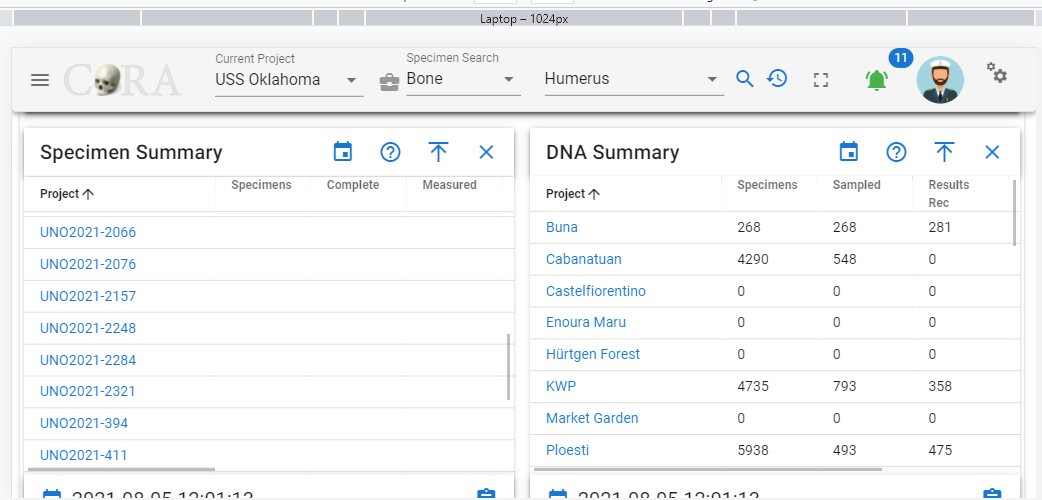 Laptop – 1024px
CORA
Current Project
USS Oklahoma
Specimen Search
Bone
Humerus
11
Specimen Summary
Project Specimens Complete Measured
UNO2021-2066
UNO2021-2076
UNO2021-2157
UNO2021-2248
UNO2021-2284
UNO2021-2321
UNO2021-394
UNO2021-411
2021-08-05 12:01:13
DNA Summary
Project Specimens Sampled Results Rec
Buna 268 268 281
Cabanatuan 4290 548 0
Castelfiorentino 0 0 0
Enoura Maru 0 0 0
Hürtgen Forest 0 0 0
KWP 4735 793 358
Market Garden 0 0 0
Ploesti 5938 493 475
2021-08-05 12:01:13